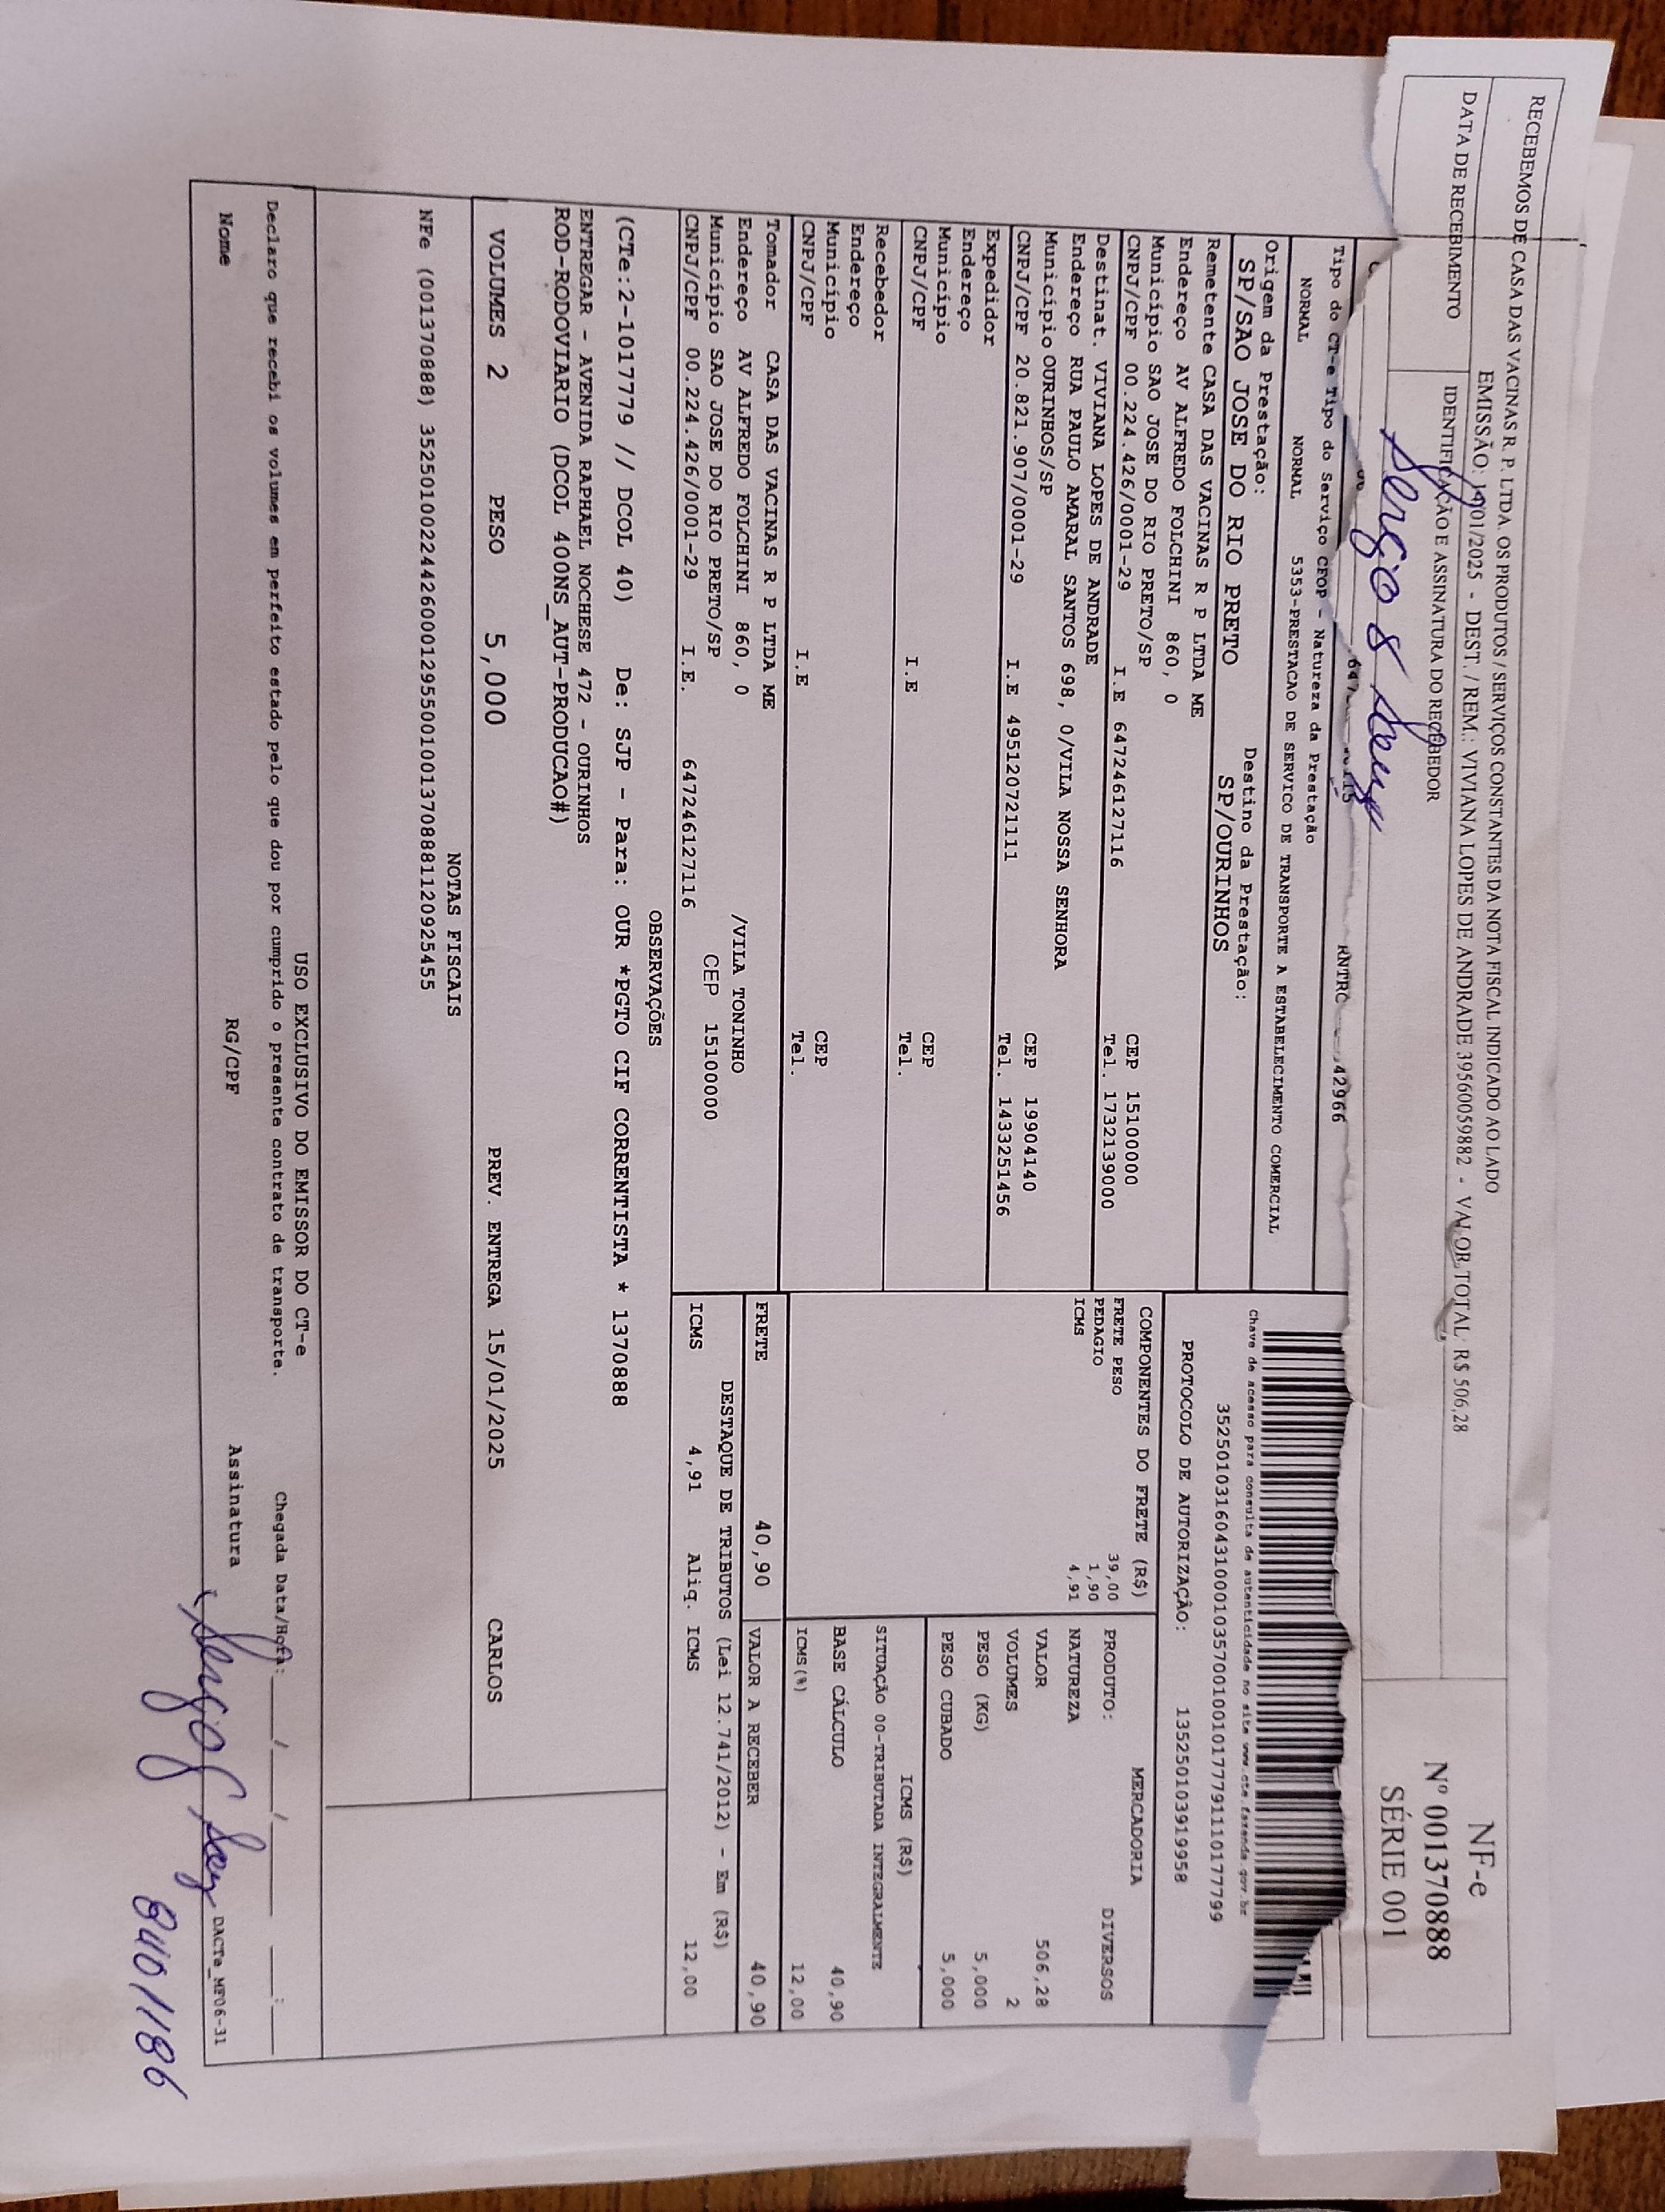 RECEBEMOS DE CASA DAS VACINAS R. P. LTDA. OS PRODUTOS / SERVIÇOS CONSTANTES DA NOTA FISCAL INDICADO AO LADO
EMISSÃO: 14/01/2025 - DEST. / REM.: VIVIANA LOPES DE ANDRADE 39560059882 - VALOR TOTAL: R$ 506,28
DATA DE RECEBIMENTO
IDENTIFICAÇÃO E ASSINATURA DO RECEBEDOR
NF-e
Nº 001370888
SÉRIE 001
RNTRC 42966
Tipo do CT-e Tipo do Serviço CFOP - Natureza da Prestação
NORMAL NORMAL 5353-PRESTACAO DE SERVICO DE TRANSPORTE A ESTABELECIMENTO COMERCIAL
Origem da Prestação: Destino da Prestação:
SP/SAO JOSE DO RIO PRETO SP/OURINHOS
Remetente CASA DAS VACINAS R P LTDA ME
Endereço AV ALFREDO FOLCHINI 860, 0
Município SAO JOSE DO RIO PRETO/SP CEP 15100000
CNPJ/CPF 00.224.426/0001-29 I.E 647246127116 Tel. 1732139000
Destinat. VIVIANA LOPES DE ANDRADE
Endereço RUA PAULO AMARAL SANTOS 698, 0/VILA NOSSA SENHORA
Município OURINHOS/SP CEP 19904140
CNPJ/CPF 20.821.907/0001-29 I.E 495120721111 Tel. 1433251456
Expedidor
Endereço
Município CEP
CNPJ/CPF I.E Tel.
Recebedor
Endereço
Município CEP
CNPJ/CPF I.E Tel.
Tomador CASA DAS VACINAS R P LTDA ME
Endereço AV ALFREDO FOLCHINI 860, 0 /VILA TONINHO
Município SAO JOSE DO RIO PRETO/SP CEP 15100000
CNPJ/CPF 00.224.426/0001-29 I.E. 647246127116
Chave de acesso para consulta de autenticidade no site www.cte.fazenda.gov.br
35250103160431000103570010010177791110177799
PROTOCOLO DE AUTORIZAÇÃO: 135250103919958
COMPONENTES DO FRETE (R$)
FRETE PESO 39,00
PEDAGIO 1,90
ICMS 4,91
MERCADORIA
PRODUTO: DIVERSOS
NATUREZA
VALOR 506,28
VOLUMES 2
PESO (KG) 5,000
PESO CUBADO 5,000
ICMS (R$)
SITUAÇÃO 00-TRIBUTADA INTEGRALMENTE
BASE CÁLCULO 40,90
ICMS(%) 12,00
FRETE 40,90 VALOR A RECEBER 40,90
DESTAQUE DE TRIBUTOS (Lei 12.741/2012) - Em (R$)
ICMS 4,91 Aliq. ICMS 12,00
OBSERVAÇÕES
(CTe:2-1017779 // DCOL 40) De: SJP - Para: OUR *PGTO CIF CORRENTISTA * 1370888
ENTREGAR - AVENIDA RAPHAEL NOCHESE 472 - OURINHOS
ROD-RODOVIARIO (DCOL 400NS_AUT-PRODUCAO#)
VOLUMES 2 PESO 5,000 PREV. ENTREGA 15/01/2025 CARLOS
NOTAS FISCAIS
NFe (001370888) 35250100224426000129550010013708881120925455
USO EXCLUSIVO DO EMISSOR DO CT-e
Declaro que recebi os volumes em perfeito estado pelo que dou por cumprido o presente contrato de transporte. Chegada Data/Hora: ___/___/______ ___:___
Nome RG/CPF Assinatura
DACTe_MF06-31